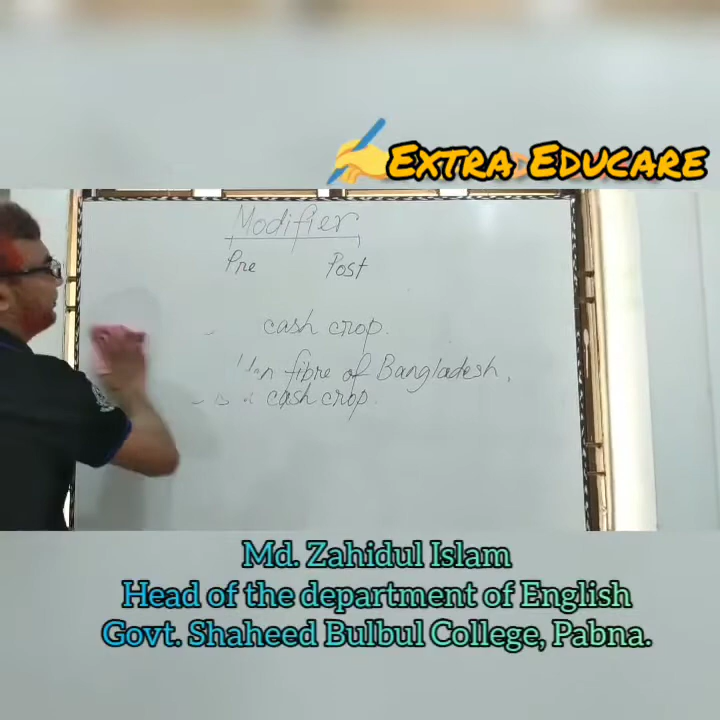 EXTRA EDUCARE
Modifier
Pre Post
cash crop.
fibre of Bangladesh,
cash crop.
Md. Zahidul Islam
Head of the department of English
Govt. Shaheed Bulbul College, Pabna.